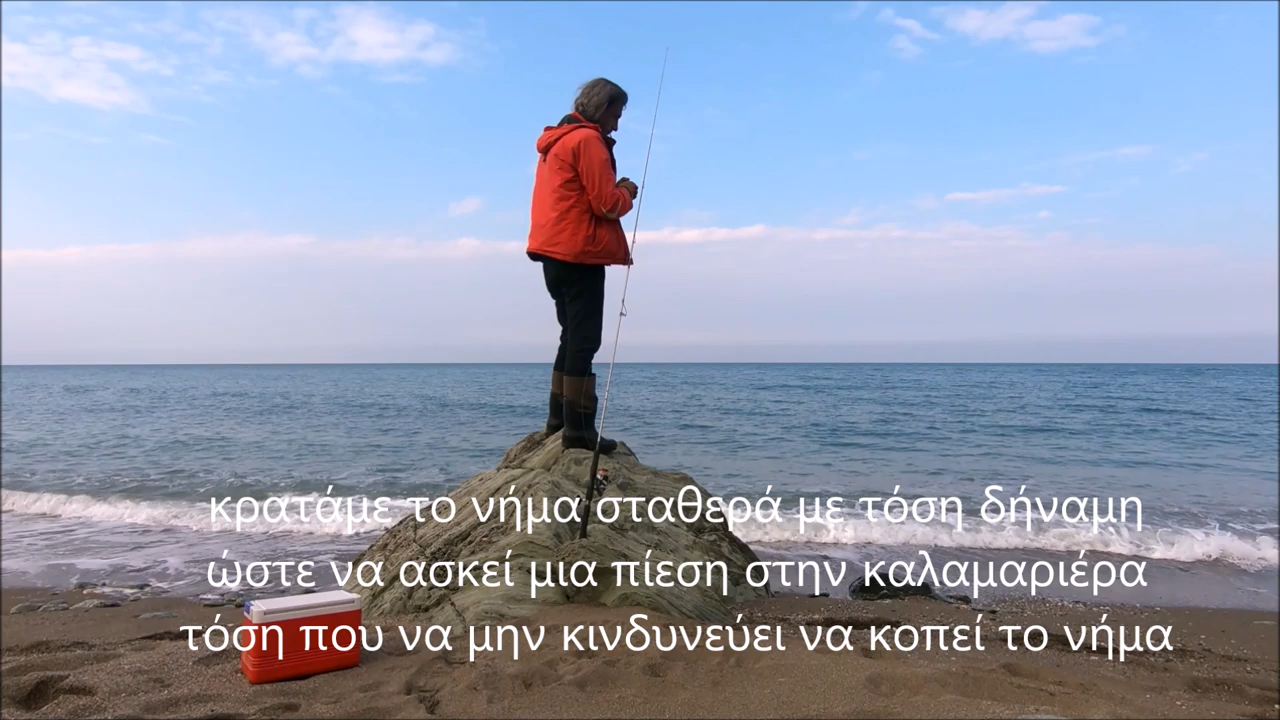 κρατάμε το νήμα σταθερά με τόση δήναμη
ώστε να ασκεί μια πίεση στην καλαμαριέρα
τόση που να μην κινδυνεύει να κοπεί το νήμα